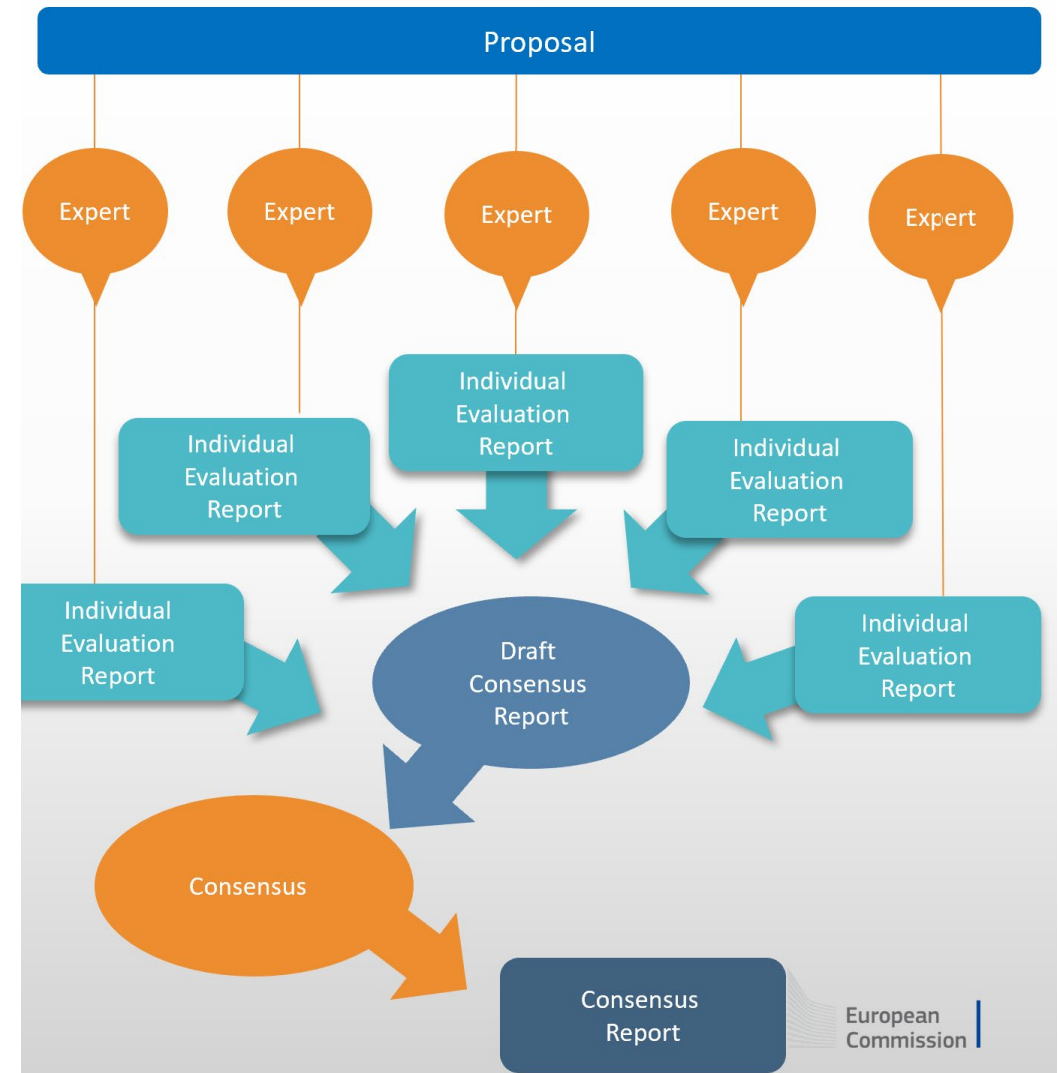 Proposal
Expert
Expert
Expert
Expert
Expert
Individual
Evaluation
Report
Individual
Evaluation
Report
Individual
Evaluation
Report
Individual
Evaluation
Report
Individual
Evaluation
Report
Draft
Consensus
Report
Consensus
Consensus
Report
European
Commission